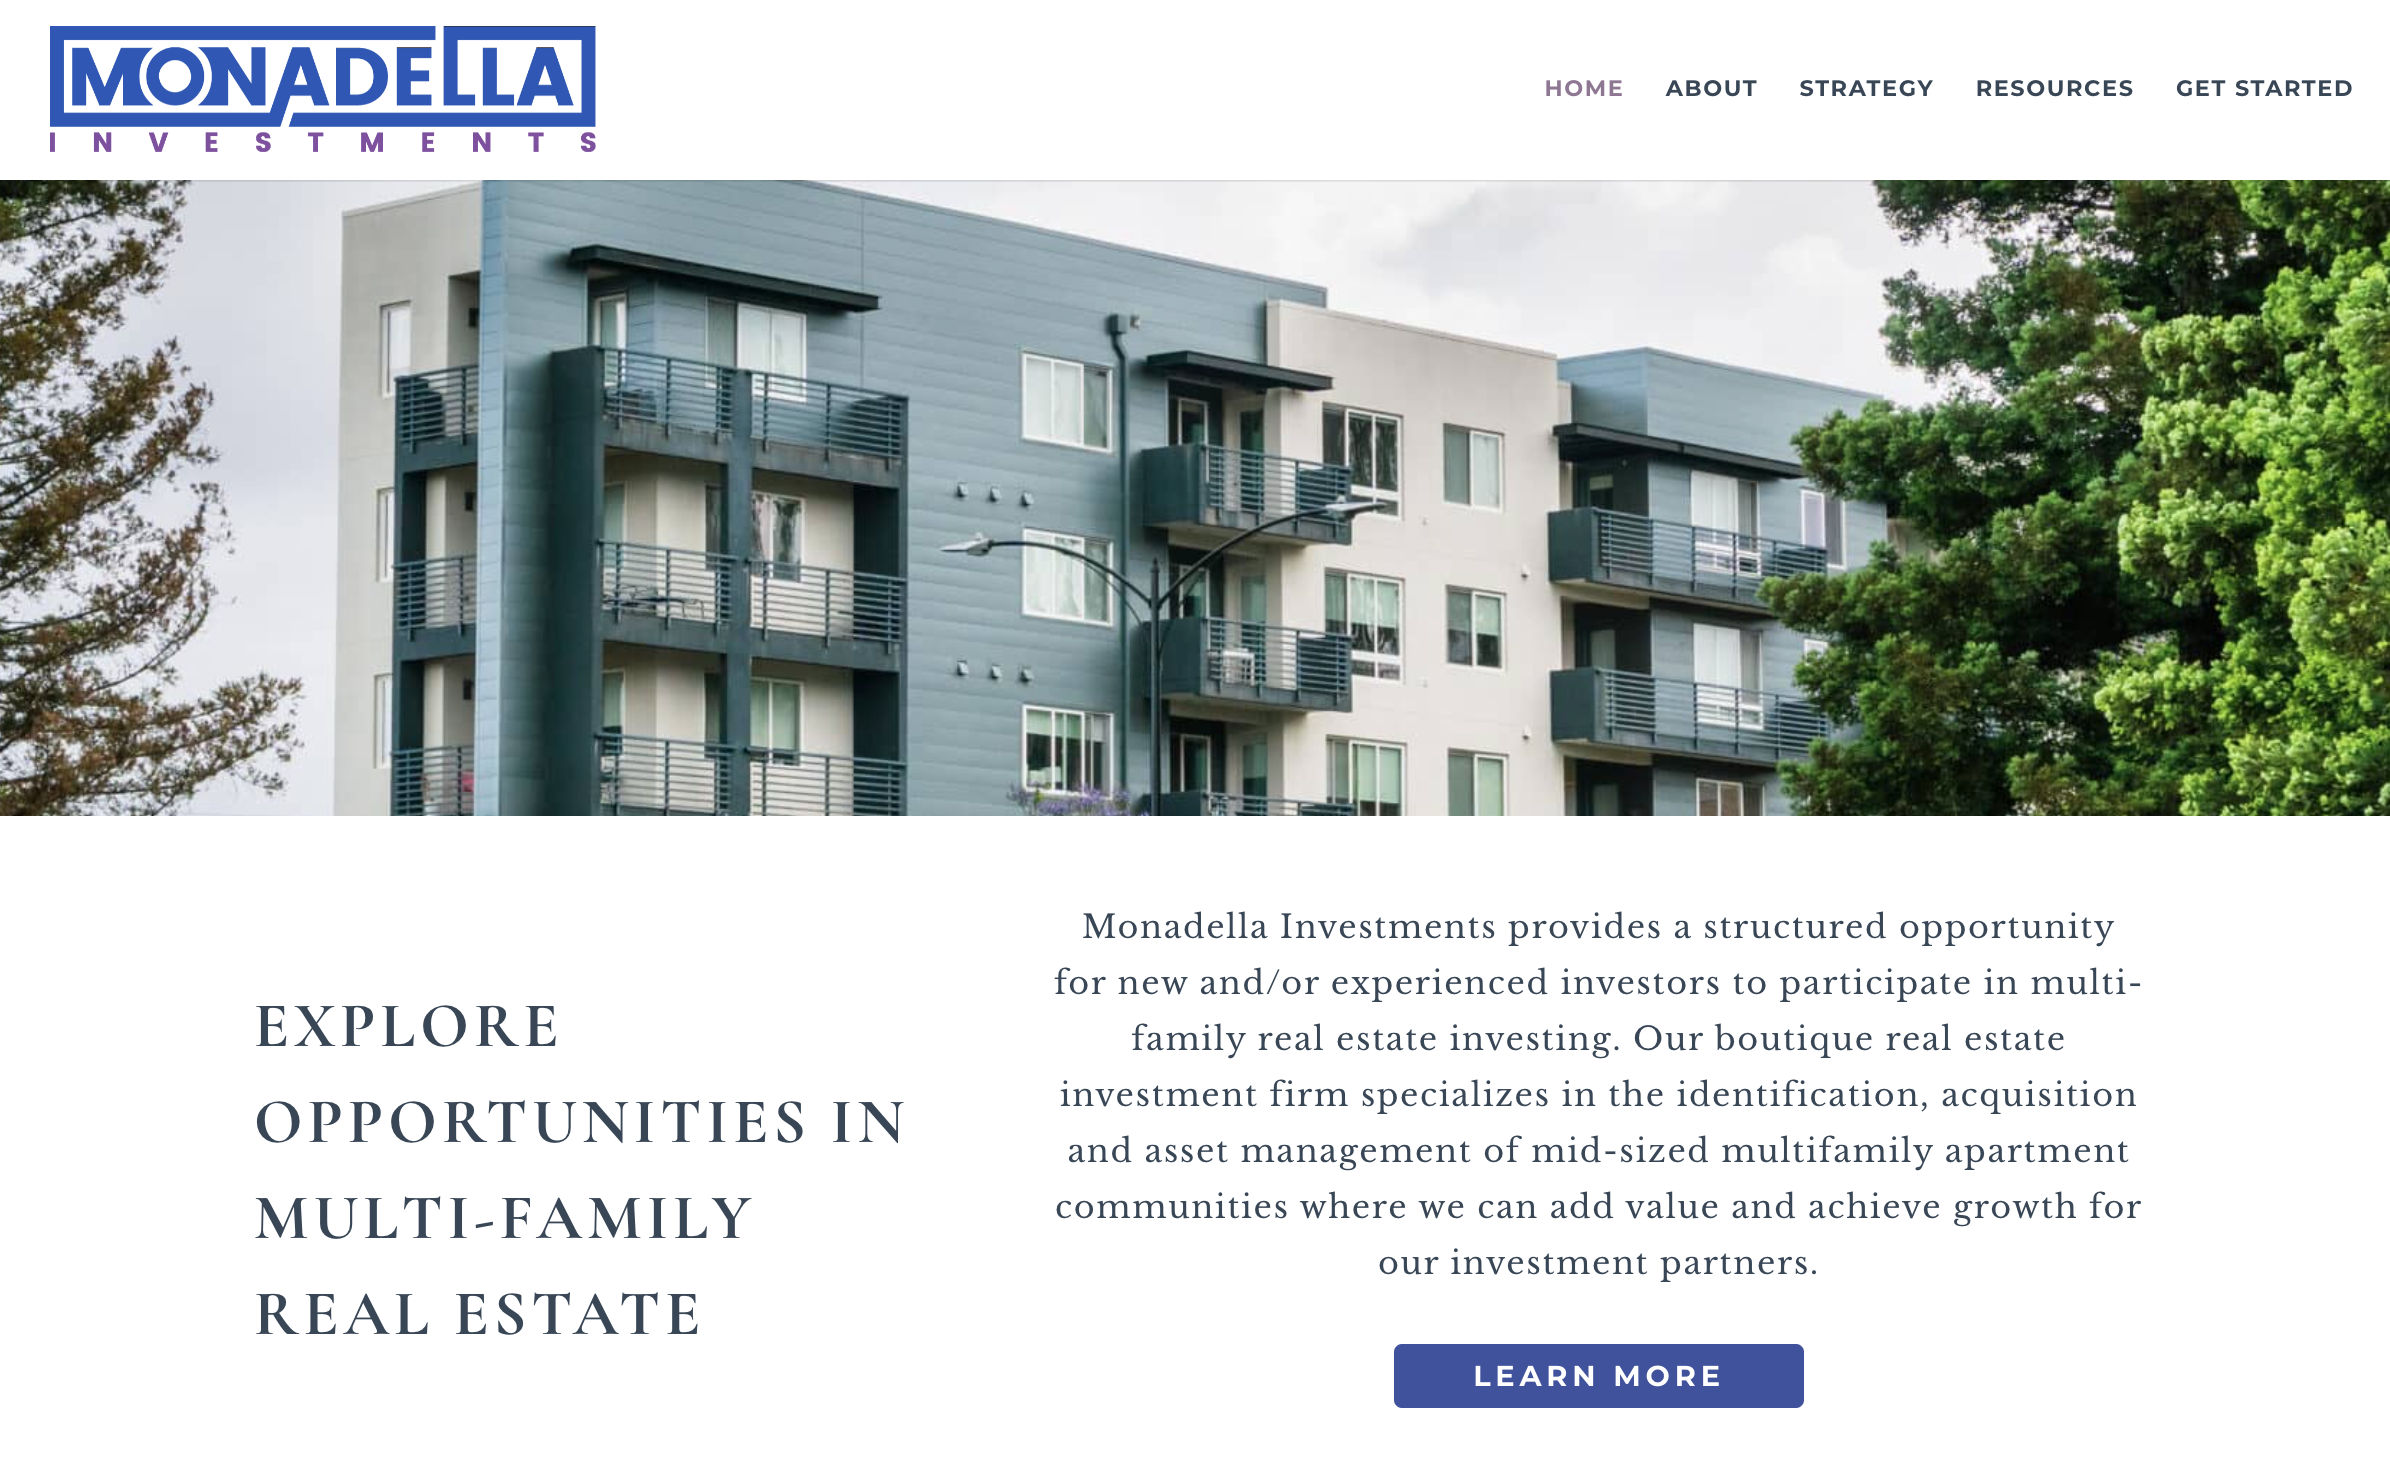 MONADELLA
INVESTMENTS
HOME ABOUT STRATEGY RESOURCES GET STARTED
EXPLORE
OPPORTUNITIES IN
MULTI-FAMILY
REAL ESTATE
Monadella Investments provides a structured opportunity
for new and/or experienced investors to participate in multi-
family real estate investing. Our boutique real estate
investment firm specializes in the identification, acquisition
and asset management of mid-sized multifamily apartment
communities where we can add value and achieve growth for
our investment partners.
LEARN MORE